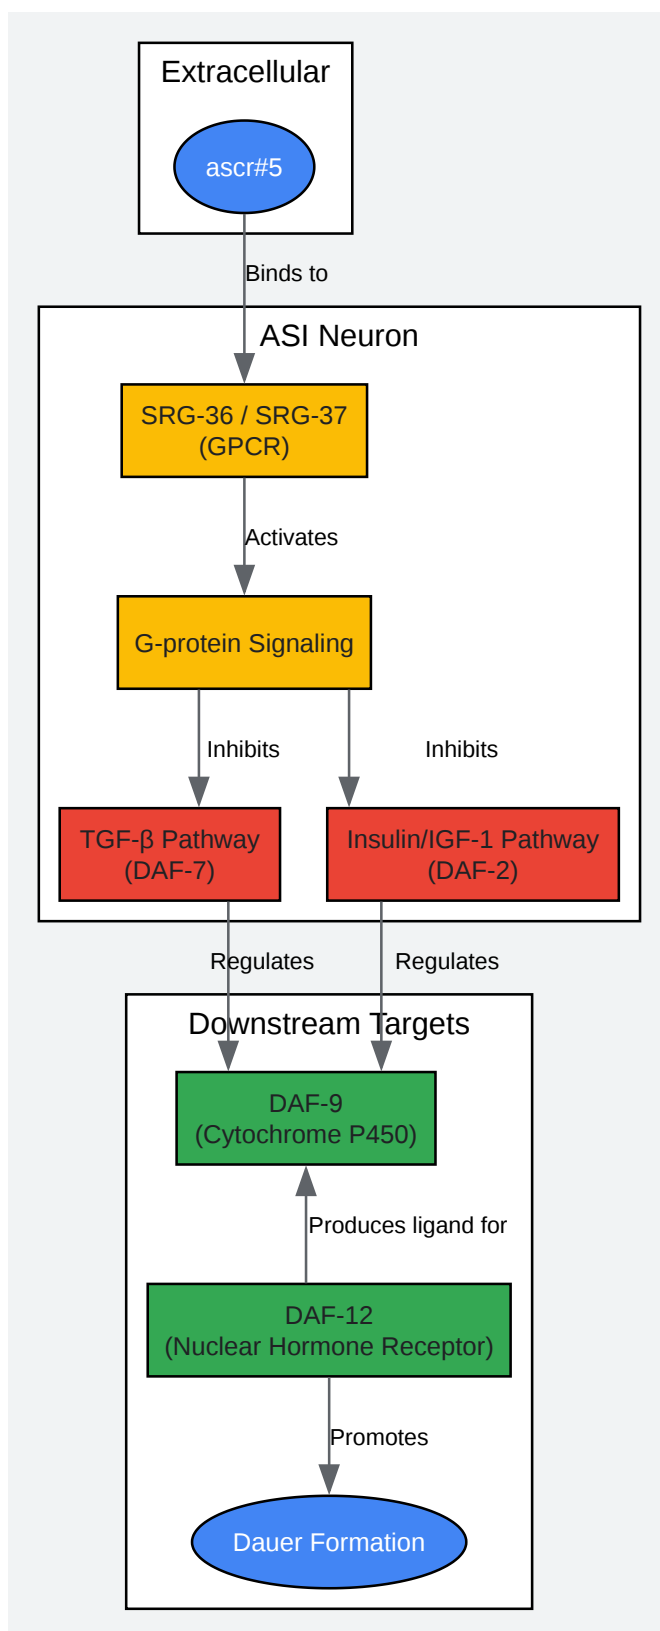 Extracellular
ascr#5
Binds to
ASI Neuron
SRG-36 / SRG-37
(GPCR)
Activates
G-protein Signaling
Inhibits
Inhibits
TGF-β Pathway
(DAF-7)
Insulin/IGF-1 Pathway
(DAF-2)
Regulates
Regulates
Downstream Targets
DAF-9
(Cytochrome P450)
Produces ligand for
DAF-12
(Nuclear Hormone Receptor)
Promotes
Dauer Formation